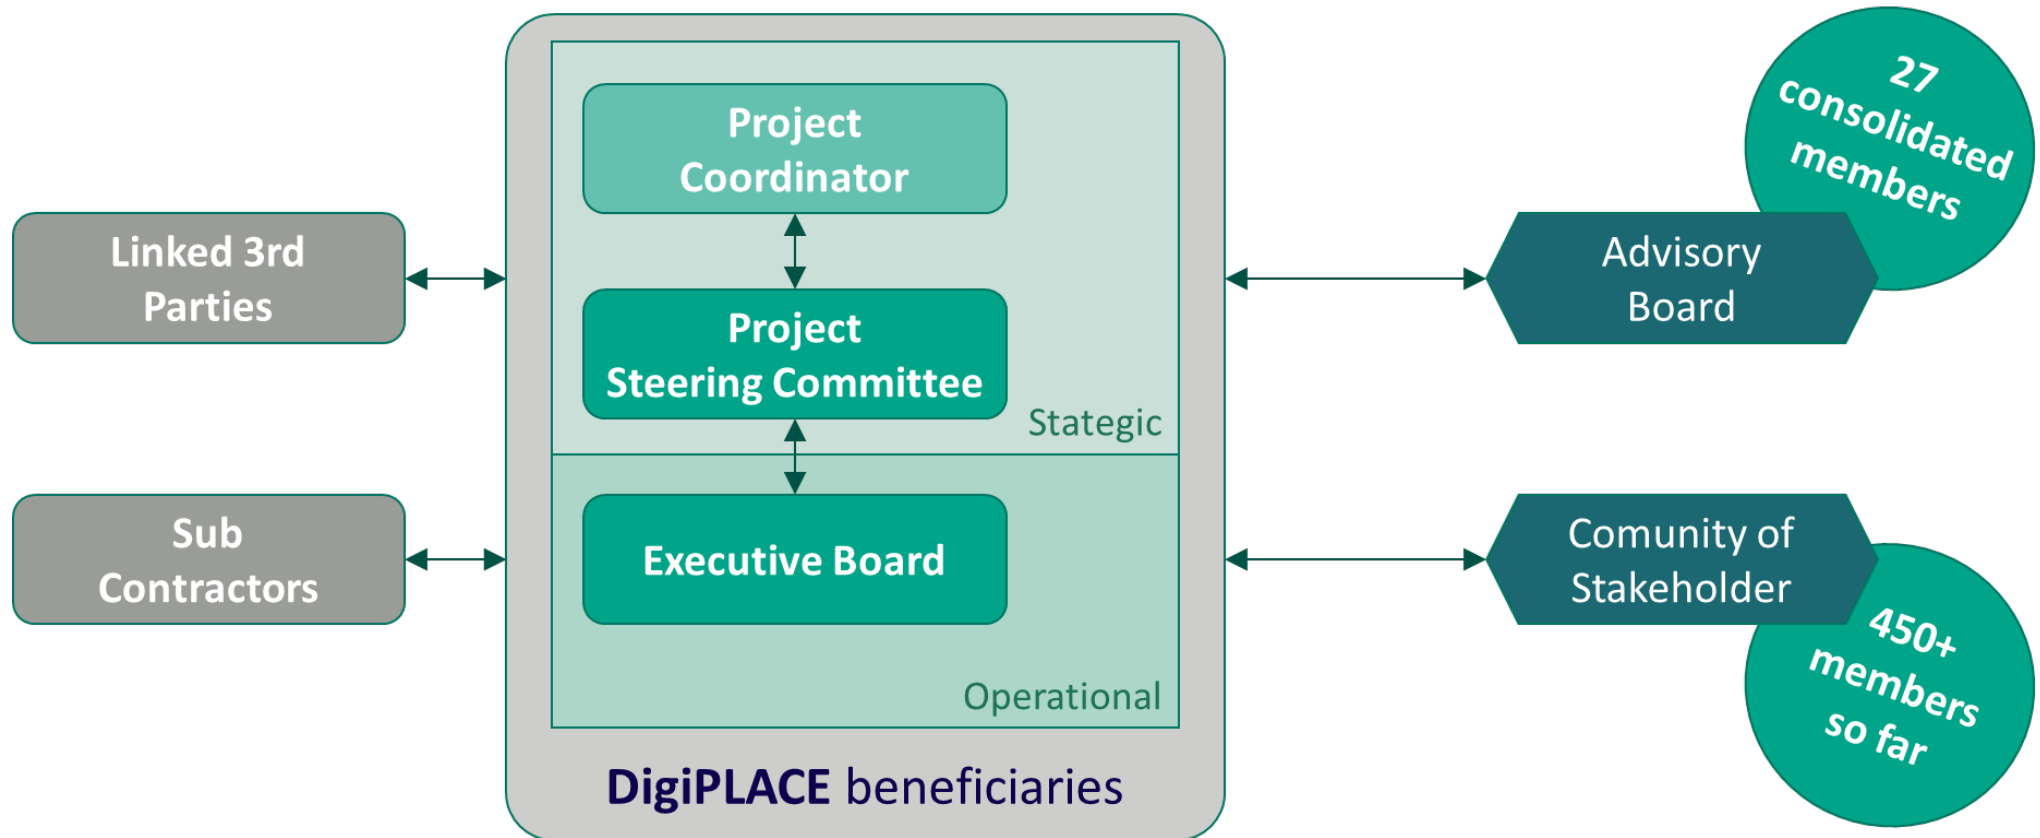 Linked 3rd
Parties
Sub
Contractors
Project
Coordinator
Project
Steering Committee
Stategic
Executive Board
Operational
DigiPLACE beneficiaries
27
consolidated
members
Advisory
Board
Comunity of
Stakeholder
450+
members
so far